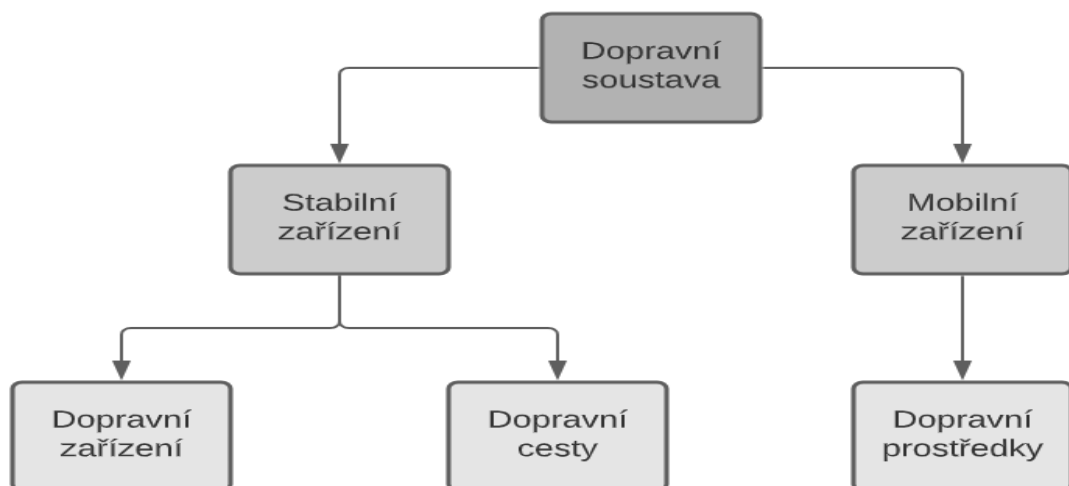 Dopravní
soustava
Stabilní
zařízení
Mobilní
zařízení
Dopravní
zařízení
Dopravní
cesty
Dopravní
prostředky